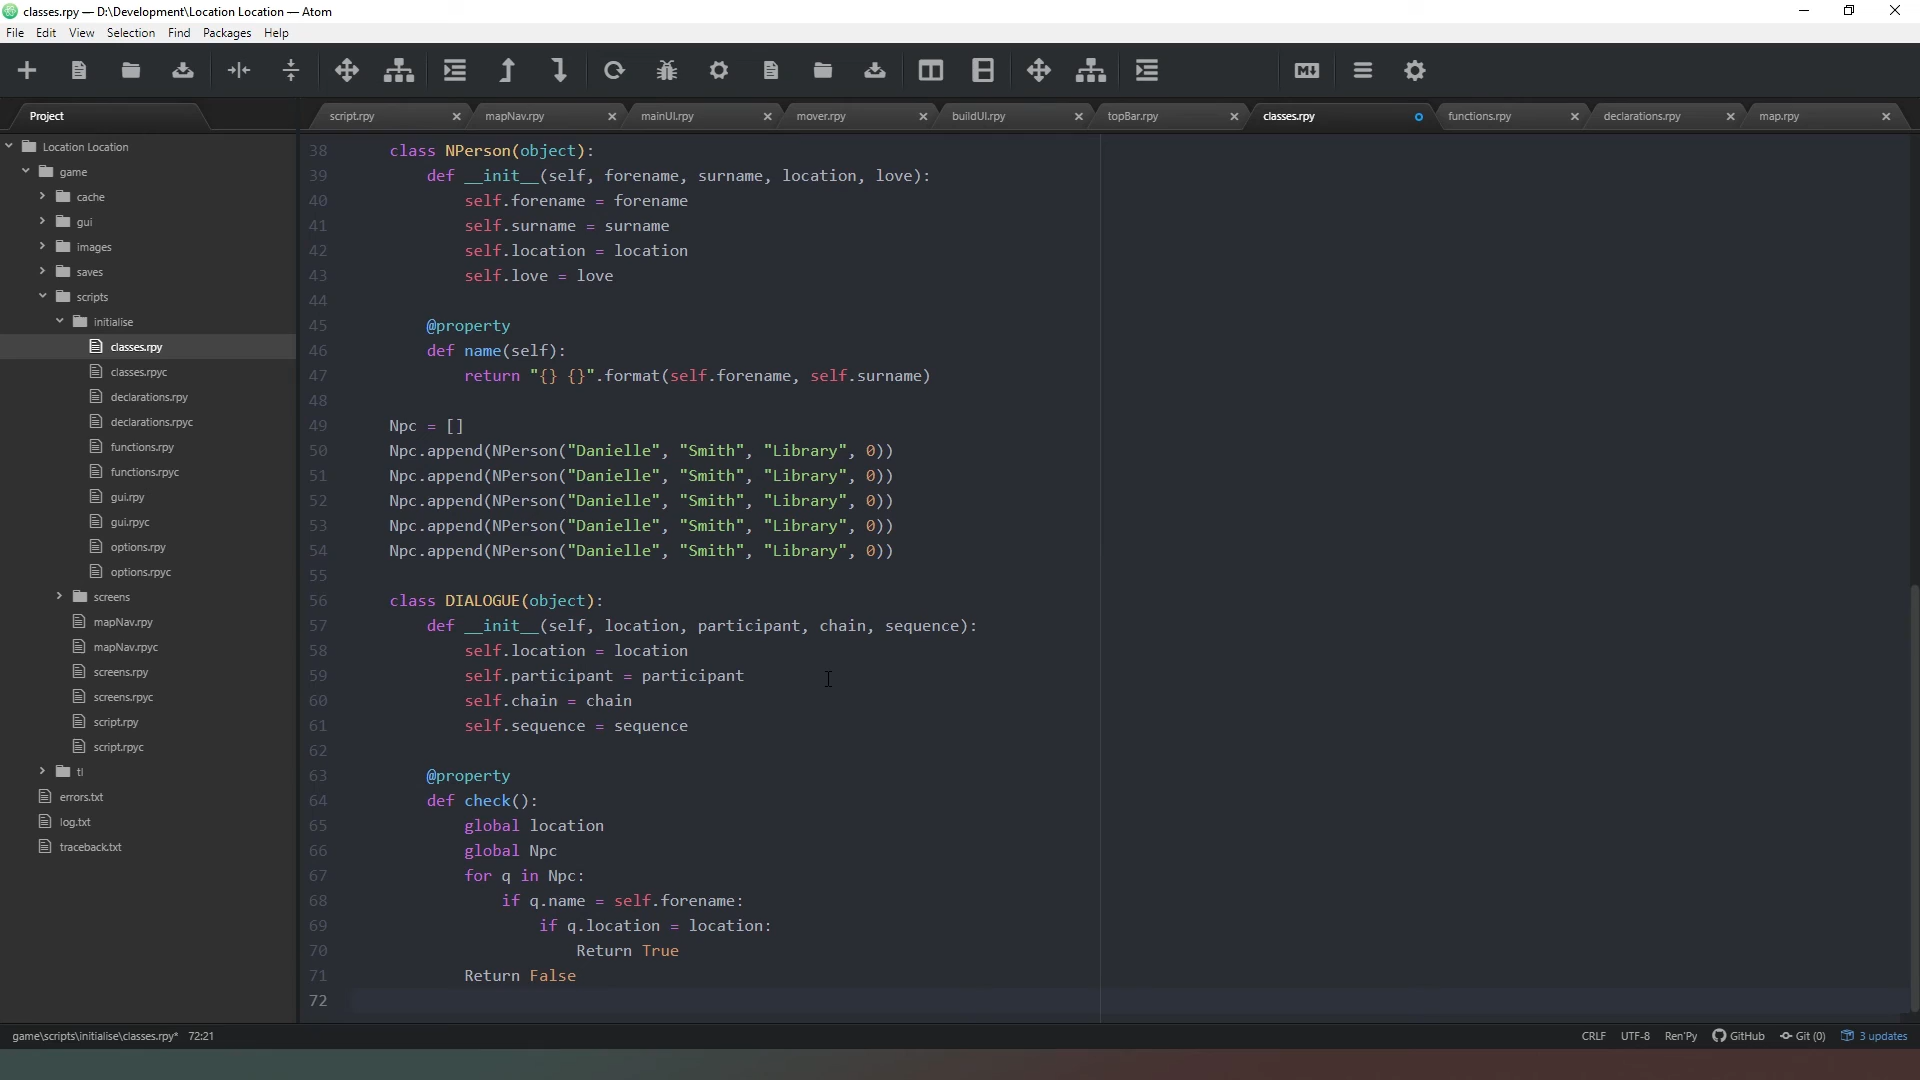 classes.rpy — D:\Development\Location Location — Atom
File Edit View Selection Find Packages Help
Project
script.rpy mapNav.rpy mainUI.rpy mover.rpy buildUI.rpy topBar.rpy classes.rpy functions.rpy declarations.rpy map.rpy
Location Location
game
cache
gui
images
saves
scripts
initialise
classes.rpy
classes.rpyc
declarations.rpy
declarations.rpyc
functions.rpy
functions.rpyc
gui.rpy
gui.rpyc
options.rpy
options.rpyc
screens
mapNav.rpy
mapNav.rpyc
screens.rpy
screens.rpyc
script.rpy
script.rpyc
tl
errors.txt
log.txt
traceback.txt
38 class NPerson(object):
39 def __init__(self, forename, surname, location, love):
40 self.forename = forename
41 self.surname = surname
42 self.location = location
43 self.love = love
44
45 @property
46 def name(self):
47 return "{} {}".format(self.forename, self.surname)
48
49 Npc = []
50 Npc.append(NPerson("Danielle", "Smith", "Library", 0))
51 Npc.append(NPerson("Danielle", "Smith", "Library", 0))
52 Npc.append(NPerson("Danielle", "Smith", "Library", 0))
53 Npc.append(NPerson("Danielle", "Smith", "Library", 0))
54 Npc.append(NPerson("Danielle", "Smith", "Library", 0))
55
56 class DIALOGUE(object):
57 def __init__(self, location, participant, chain, sequence):
58 self.location = location
59 self.participant = participant
60 self.chain = chain
61 self.sequence = sequence
62
63 @property
64 def check():
65 global location
66 global Npc
67 for q in Npc:
68 if q.name = self.forename:
69 if q.location = location:
70 Return True
71 Return False
72
game\scripts\initialise\classes.rpy* 72:21 CRLF UTF-8 Ren'Py GitHub Git (0) 3 updates